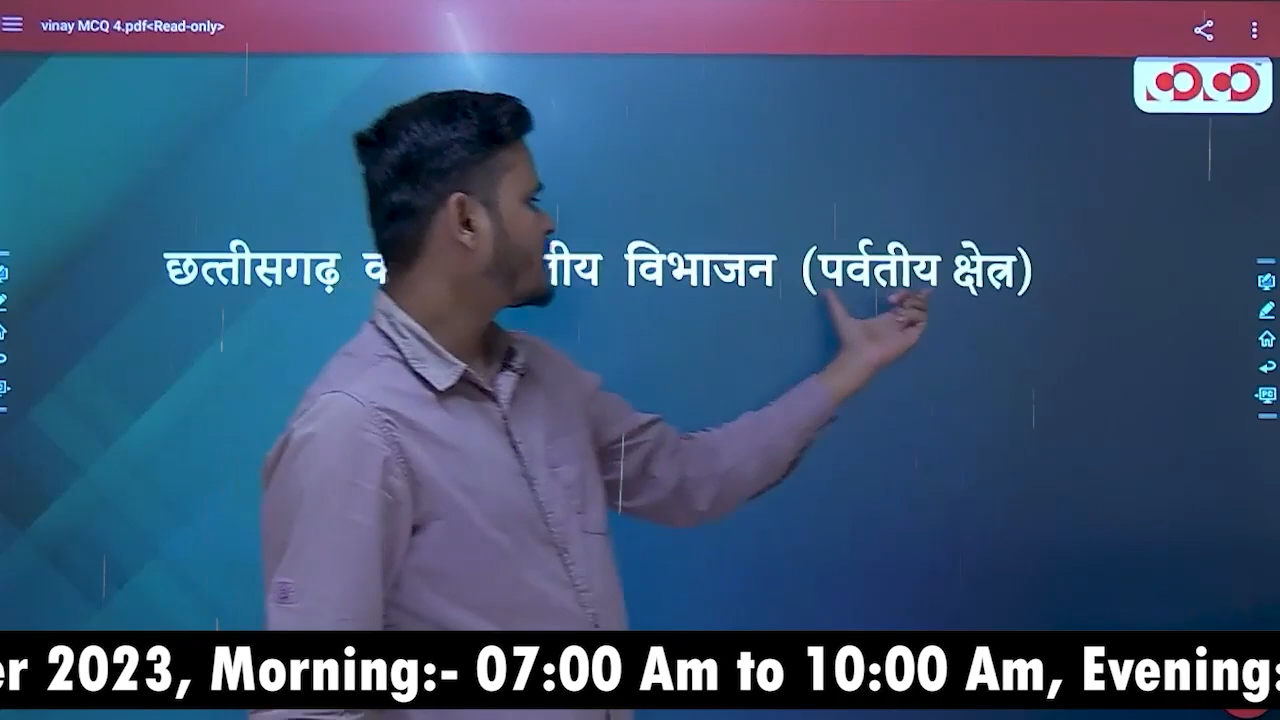 vinay MCQ 4.pdf<Read-only>
छत्तीसगढ़ विभाजन (पर्वतीय क्षेत्र)
PC
2023, Morning:- 07:00 Am to 10:00 Am, Evening: